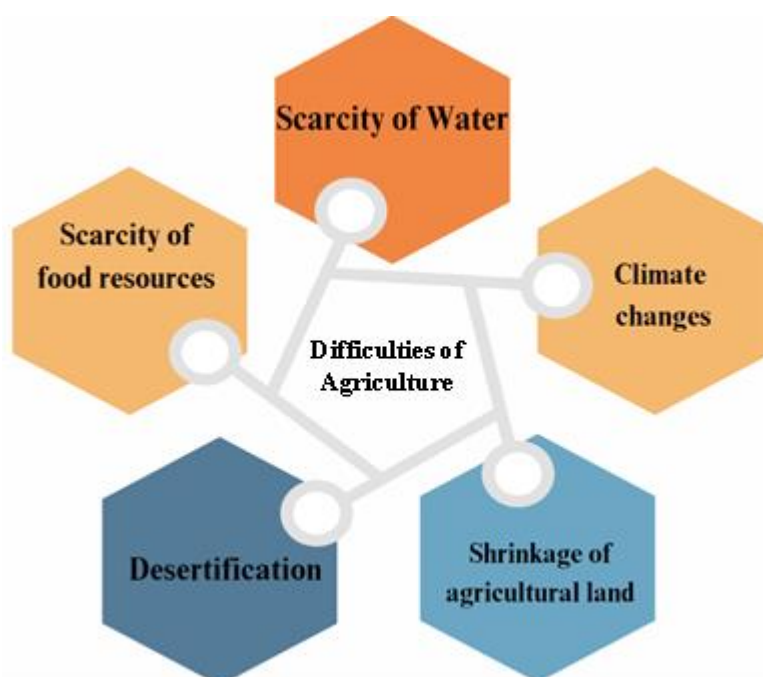 Scarcity of Water
Scarcity of
food resources
Climate
changes
Difficulties of
Agriculture
Desertification
Shrinkage of
agricultural land